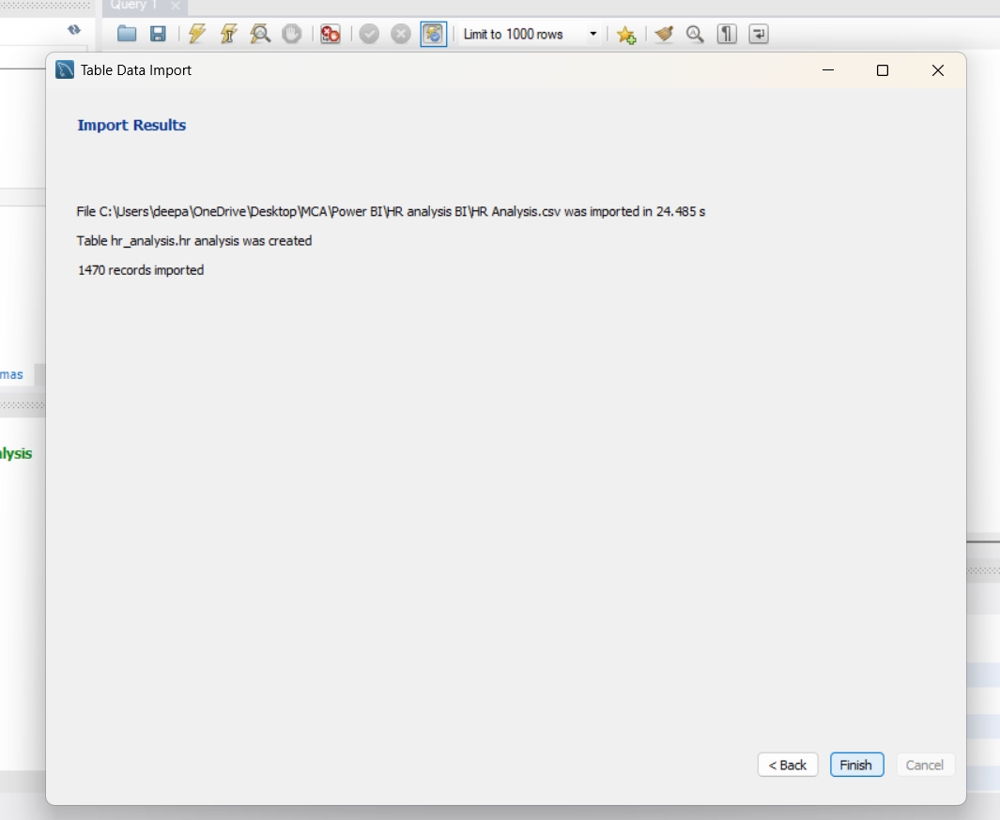 Query 1
Limit to 1000 rows
Table Data Import
Import Results
File C:\Users\deepa\OneDrive\Desktop\MCA\Power BI\HR analysis BI\HR Analysis.csv was imported in 24.485 s
Table hr_analysis.hr analysis was created
1470 records imported
mas
alysis
< Back
Finish
Cancel